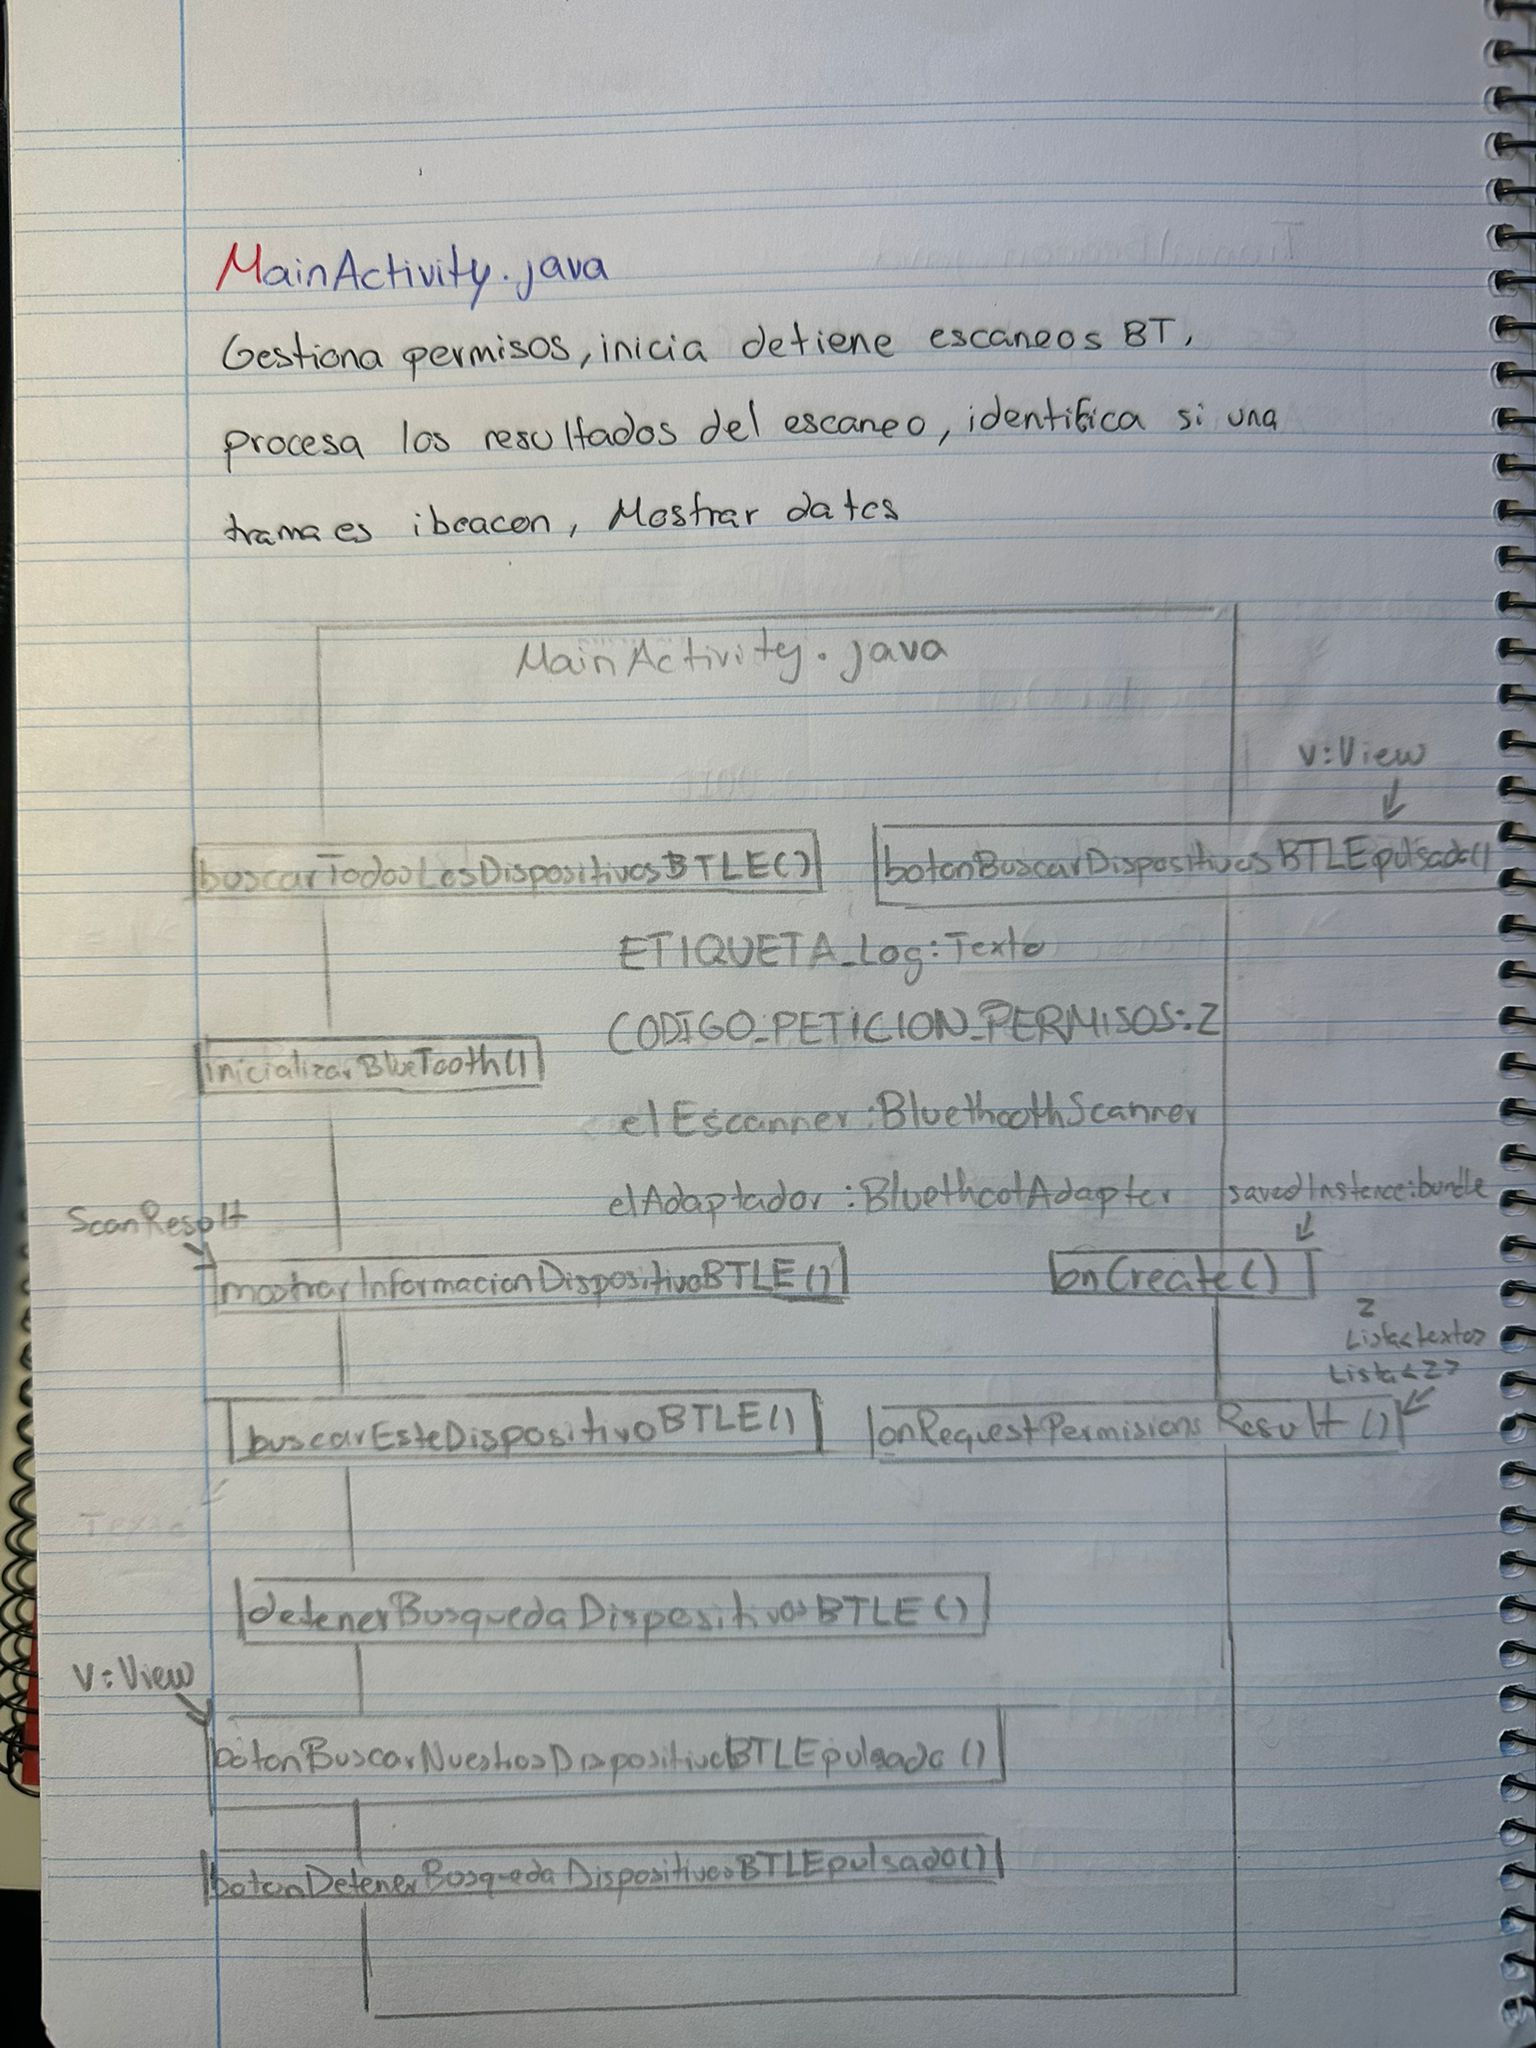 MainActivity.java
Gestiona permisos, inicia detiene escaneos BT,
procesa los resultados del escaneo, identifica si una
trama es ibeacon, Mostrar datos
MainActivity.java
v:View
buscarTodosLosDispositivosBTLE()
botonBuscarDispositivosBTLEpulsado()
ETIQUETA_Log:Texto
CODIGO_PETICION_PERMISOS:Z
inicializarBlueTooth()
elEscanner:BluethoothScanner
elAdaptador:BluethootAdapter
savedInstence:bundle
ScanResult
mostrarInformacionDispositivoBTLE()
onCreate()
Z
Lista<texto>
Lista<Z>
buscarEsteDispositivoBTLE()
onRequestPermisionsResult()
Texto
detenerBusquedaDispositivosBTLE()
v:View
botonBuscarNuestrosDispositivoBTLEpulsado()
botonDetenerBusquedaDispositivosBTLEpulsado()